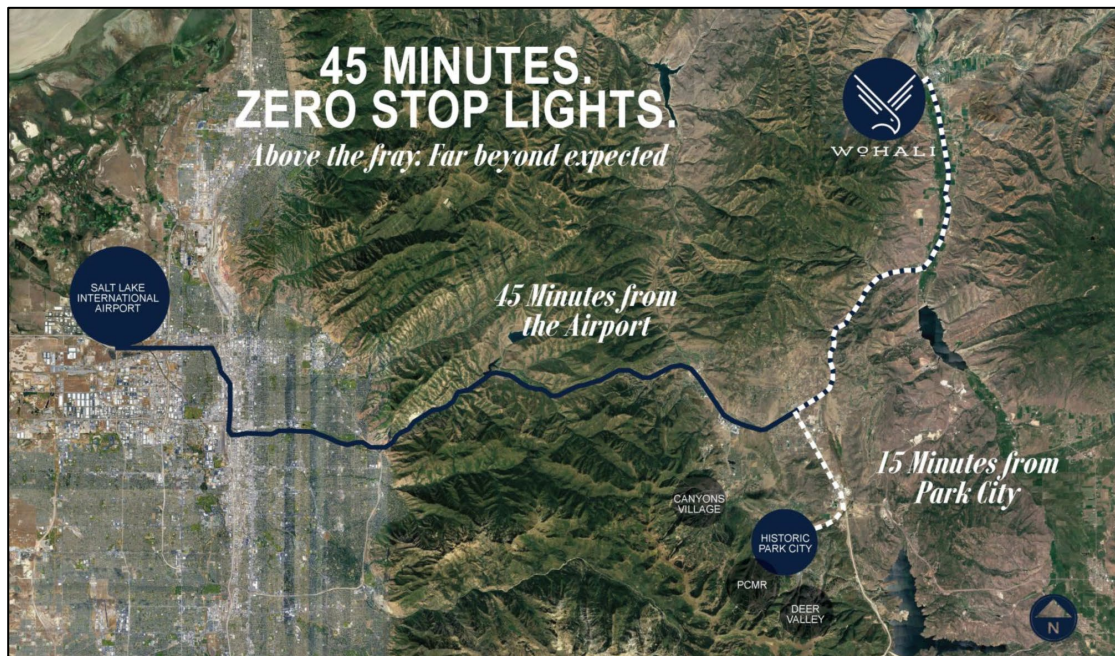 45 MINUTES.
ZERO STOP LIGHTS.
Above the fray. Far beyond expected
WOHALI
SALT LAKE
INTERNATIONAL
AIRPORT
45 Minutes from
the Airport
15 Minutes from
Park City
CANYONS
VILLAGE
HISTORIC
PARK CITY
PCMR
DEER
VALLEY
N